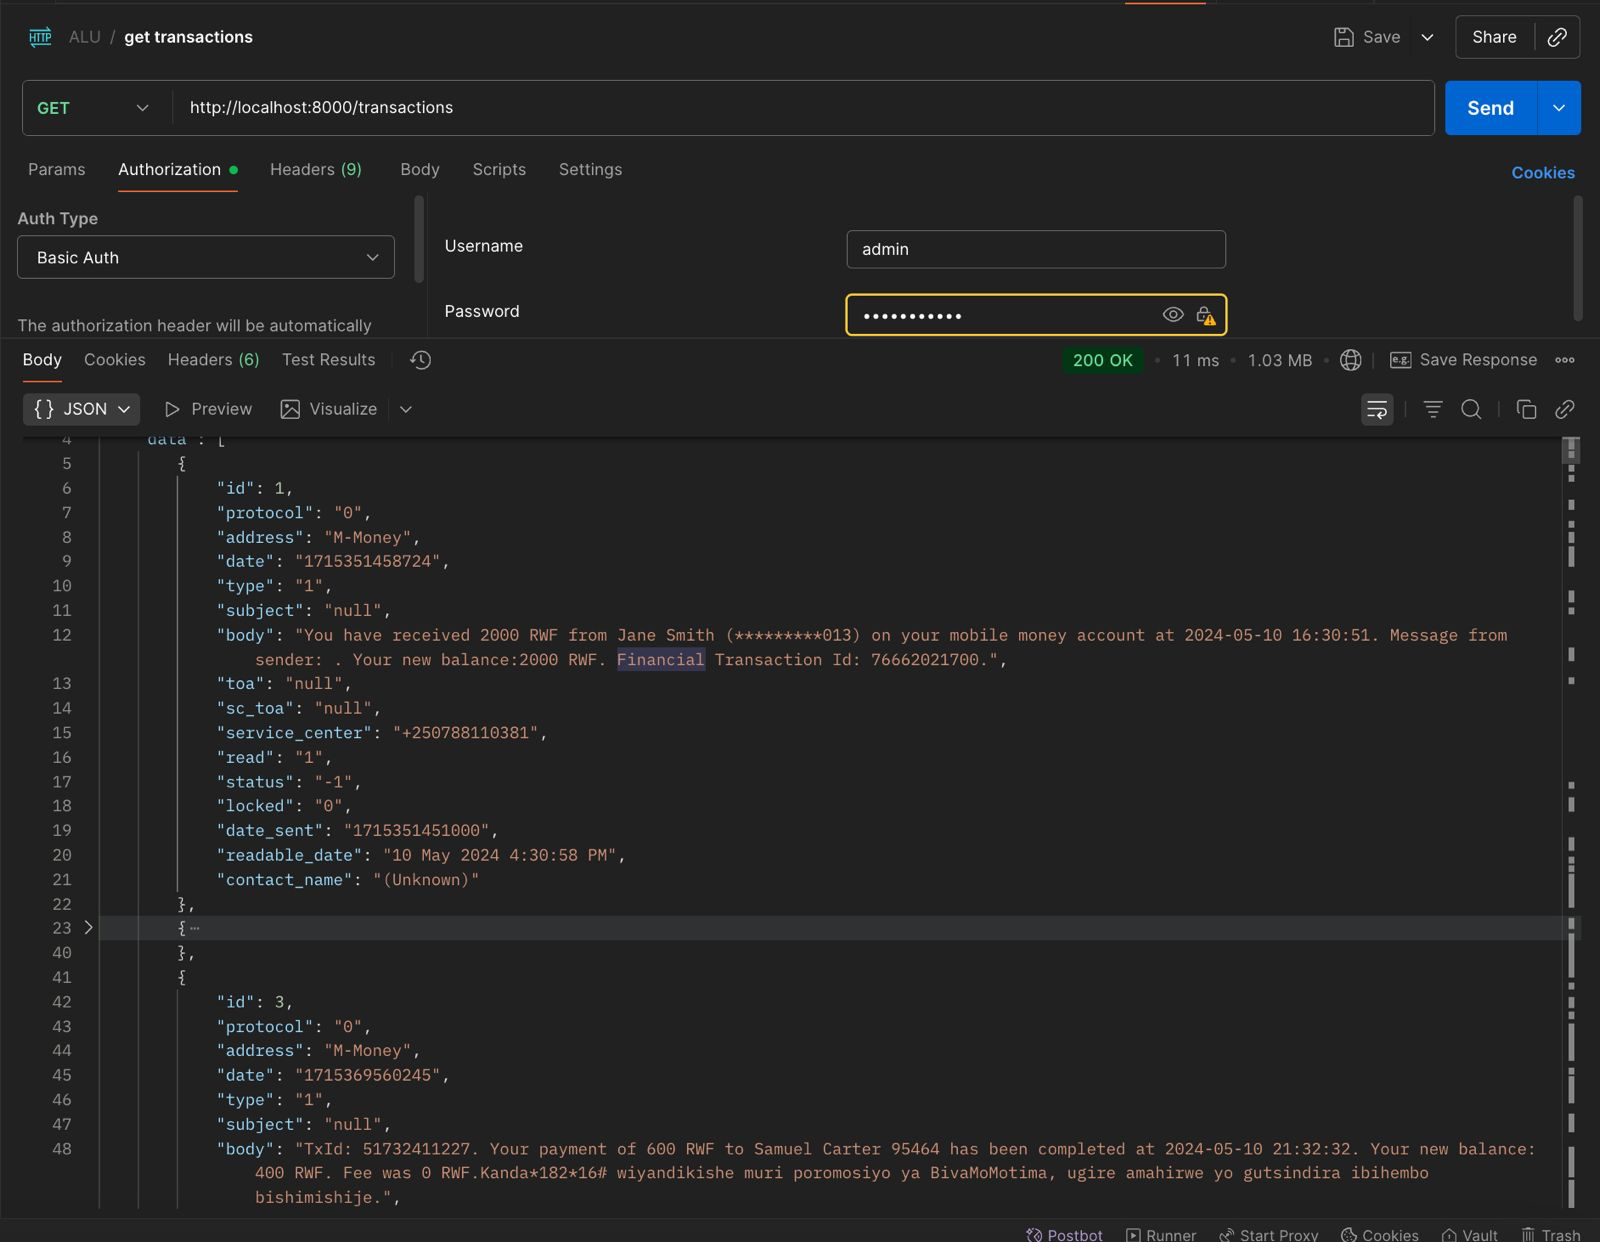 HTTP ALU / get transactions Save Share
GET http://localhost:8000/transactions Send
Params Authorization Headers (9) Body Scripts Settings Cookies
Auth Type
Basic Auth
Username admin
Password •••••••••••
The authorization header will be automatically
Body Cookies Headers (6) Test Results 200 OK • 11 ms • 1.03 MB e.g. Save Response
{} JSON Preview Visualize
4 data : [
5 {
6 "id": 1,
7 "protocol": "0",
8 "address": "M-Money",
9 "date": "1715351458724",
10 "type": "1",
11 "subject": "null",
12 "body": "You have received 2000 RWF from Jane Smith (*********013) on your mobile money account at 2024-05-10 16:30:51. Message from
sender: . Your new balance:2000 RWF. Financial Transaction Id: 76662021700.",
13 "toa": "null",
14 "sc_toa": "null",
15 "service_center": "+250788110381",
16 "read": "1",
17 "status": "-1",
18 "locked": "0",
19 "date_sent": "1715351451000",
20 "readable_date": "10 May 2024 4:30:58 PM",
21 "contact_name": "(Unknown)"
22 },
23 { ⋯
40 },
41 {
42 "id": 3,
43 "protocol": "0",
44 "address": "M-Money",
45 "date": "1715369560245",
46 "type": "1",
47 "subject": "null",
48 "body": "TxId: 51732411227. Your payment of 600 RWF to Samuel Carter 95464 has been completed at 2024-05-10 21:32:32. Your new balance:
400 RWF. Fee was 0 RWF.Kanda*182*16# wiyandikishe muri poromosiyo ya BivaMoMotima, ugire amahirwe yo gutsindira ibihembo
bishimishije.",
Postbot Runner Start Proxy Cookies Vault Trash